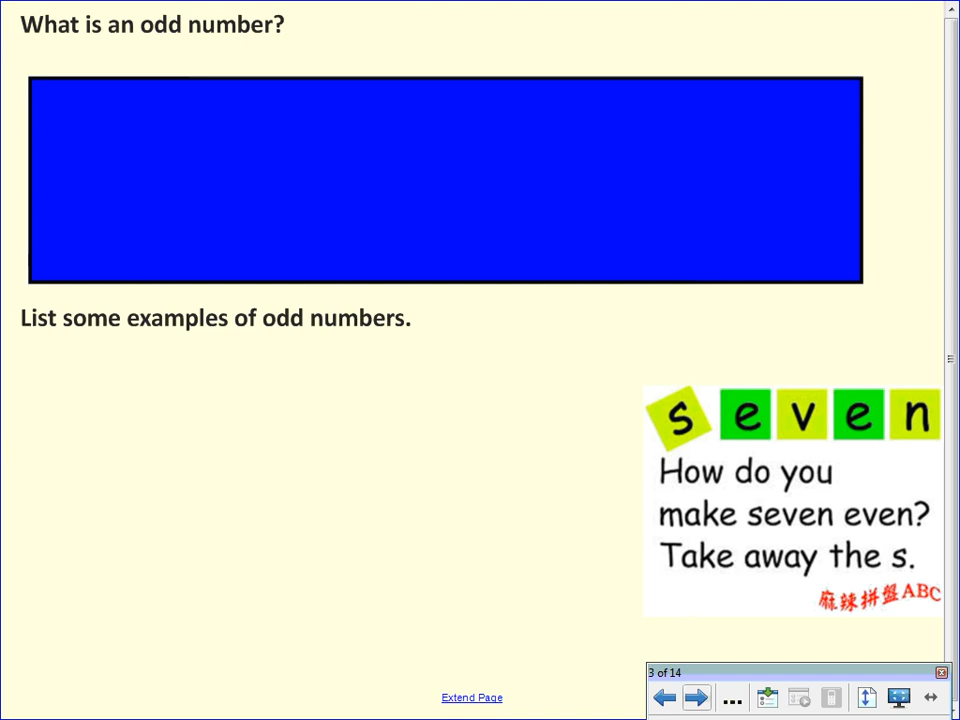 What is an odd number?
List some examples of odd numbers.
s e v e n
How do you
make seven even?
Take away the s.
麻辣拼盤ABC
Extend Page
3 of 14